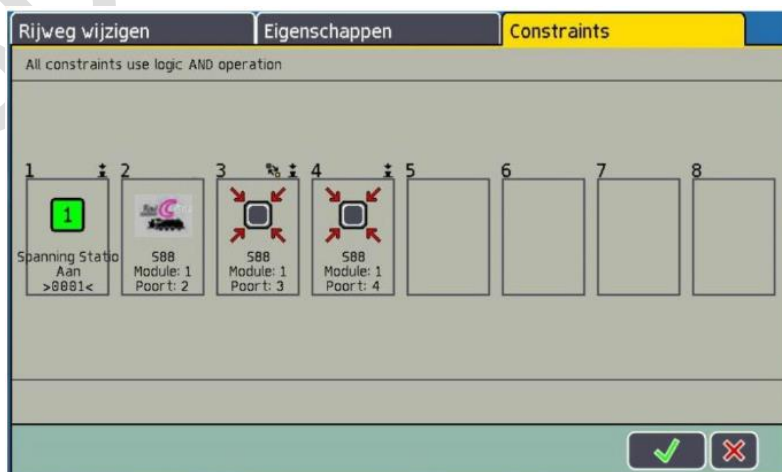 Rijweg wijzigen
Eigenschappen
Constraints
All constraints use logic AND operation
1 2 3 4 5 6 7 8
1
Spanning Statio
Aan
>0001<
S88
Module: 1
Poort: 2
S88
Module: 1
Poort: 3
S88
Module: 1
Poort: 4